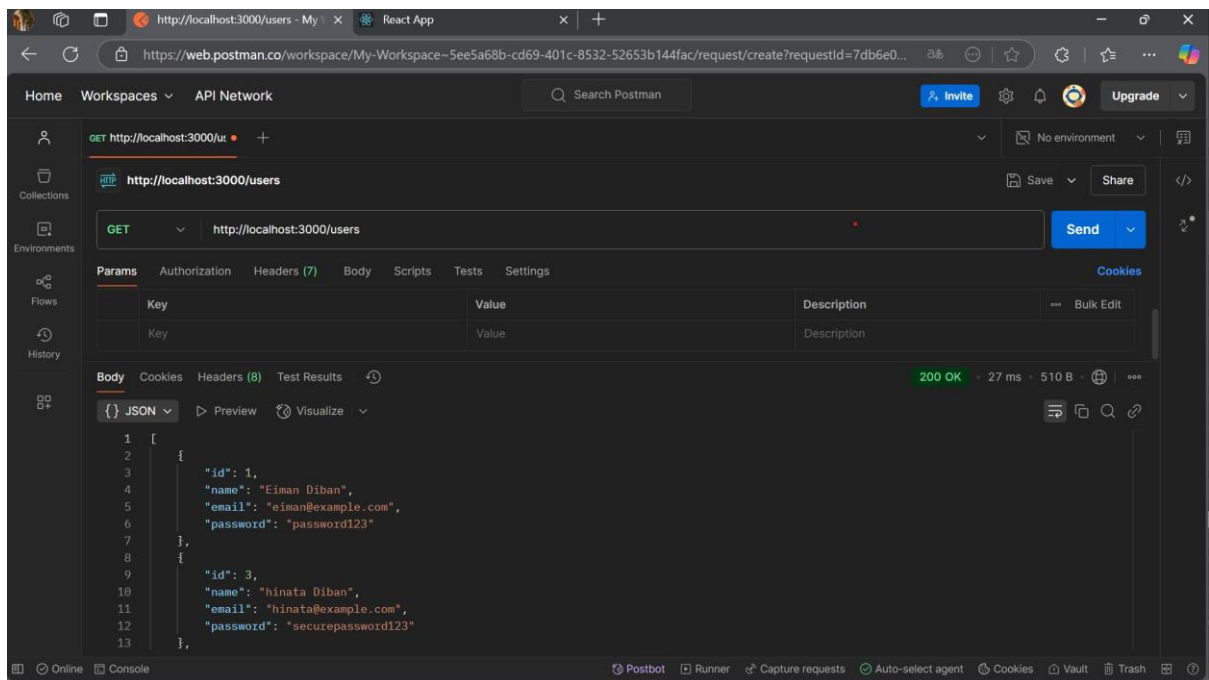 http://localhost:3000/users - My
React App
https://web.postman.co/workspace/My-Workspace~5ee5a68b-cd69-401c-8532-52653b144fac/request/create?requestId=7db6e0...
Home Workspaces API Network
Search Postman
Invite
Upgrade
GET http://localhost:3000/us
No environment
Collections
HTTP http://localhost:3000/users
Save Share
Environments
GET http://localhost:3000/users
Send
Params Authorization Headers (7) Body Scripts Tests Settings
Cookies
Flows
Key Value Description Bulk Edit
Key Value Description
History
Body Cookies Headers (8) Test Results
200 OK 27 ms 510 B
{} JSON Preview Visualize
1 [
2 {
3 "id": 1,
4 "name": "Eiman Diban",
5 "email": "eiman@example.com",
6 "password": "password123"
7 },
8 {
9 "id": 3,
10 "name": "hinata Diban",
11 "email": "hinata@example.com",
12 "password": "securepassword123"
13 },
Online Console Postbot Runner Capture requests Auto-select agent Cookies Vault Trash